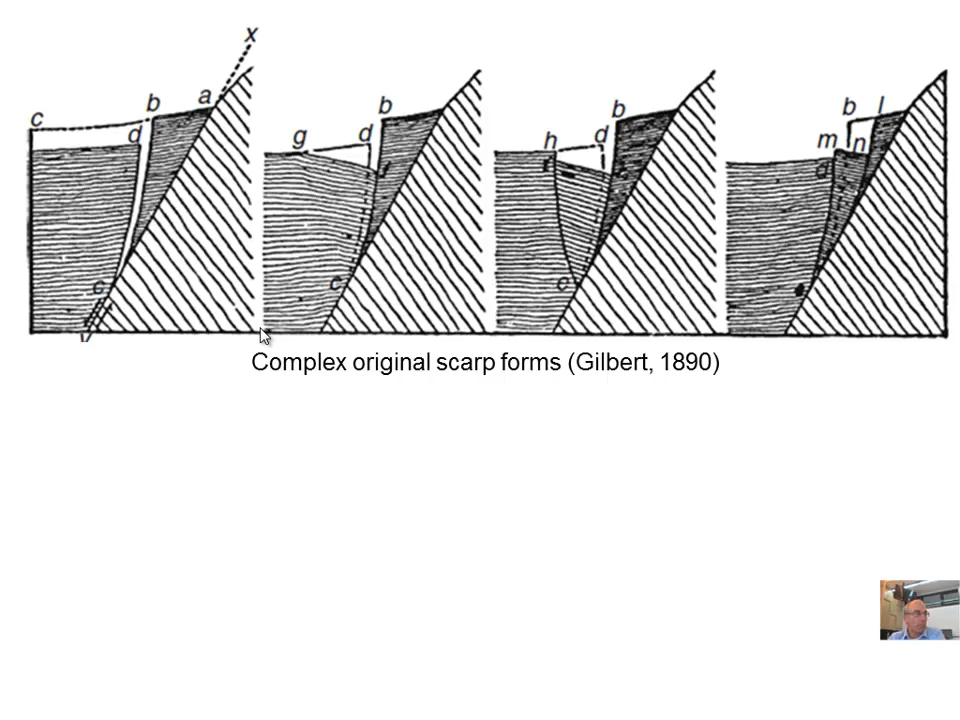 x
c b a
d
c
v
g d b
f
c
h d b
f
c
b l
m n
d
Complex original scarp forms (Gilbert, 1890)